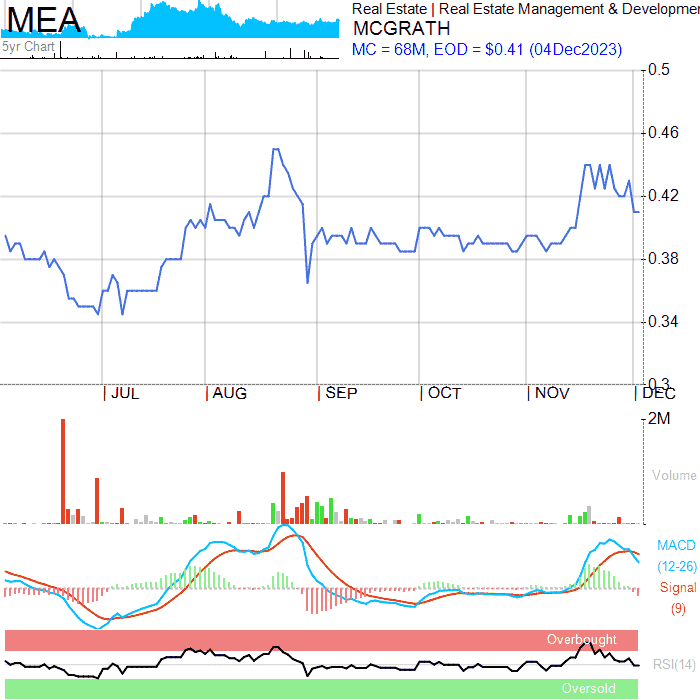 MEA
Real Estate | Real Estate Management & Developmen
MCGRATH
5yr Chart
MC = 68M, EOD = $0.41 (04Dec2023)
0.5
0.46
0.42
0.38
0.34
0.3
JUL AUG SEP OCT NOV DEC
2M
Volume
MACD
(12-26)
Signal
(9)
Overbought
RSI(14)
Oversold